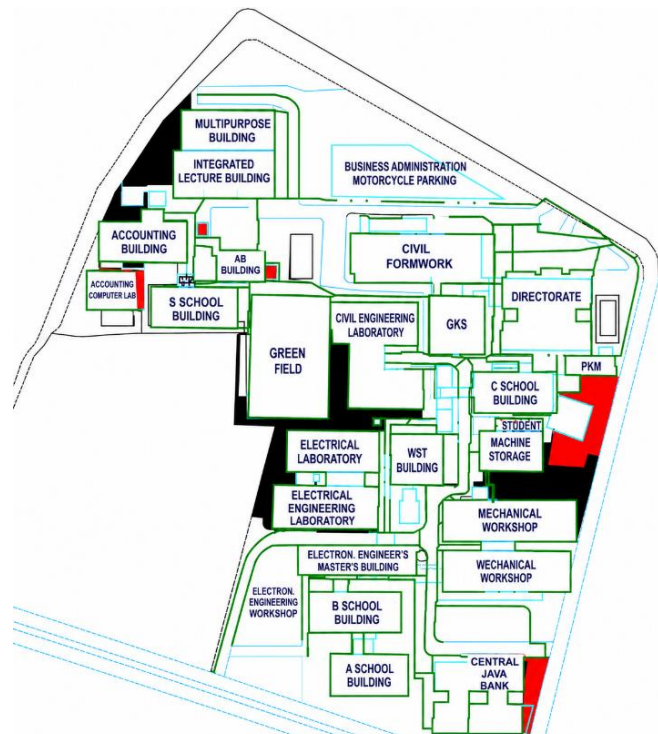 MULTIPURPOSE
BUILDING
INTEGRATED
LECTURE BUILDING
BUSINESS ADMINISTRATION
MOTORCYCLE PARKING
ACCOUNTING
BUILDING
AB
BUILDING
CIVIL
FORMWORK
ACCOUNTING
COMPUTER LAB
S SCHOOL
BUILDING
DIRECTORATE
CIVIL ENGINEERING
LABORATORY
GKS
GREEN
FIELD
PKM
C SCHOOL
BUILDING
STUDENT
MACHINE
STORAGE
ELECTRICAL
LABORATORY
WST
BUILDING
ELECTRICAL
ENGINEERING
LABORATORY
MECHANICAL
WORKSHOP
ELECTRON. ENGINEER'S
MASTER'S BUILDING
WECHANICAL
WORKSHOP
ELECTRON.
ENGINEERING
WORKSHOP
B SCHOOL
BUILDING
A SCHOOL
BUILDING
CENTRAL
JAVA
BANK